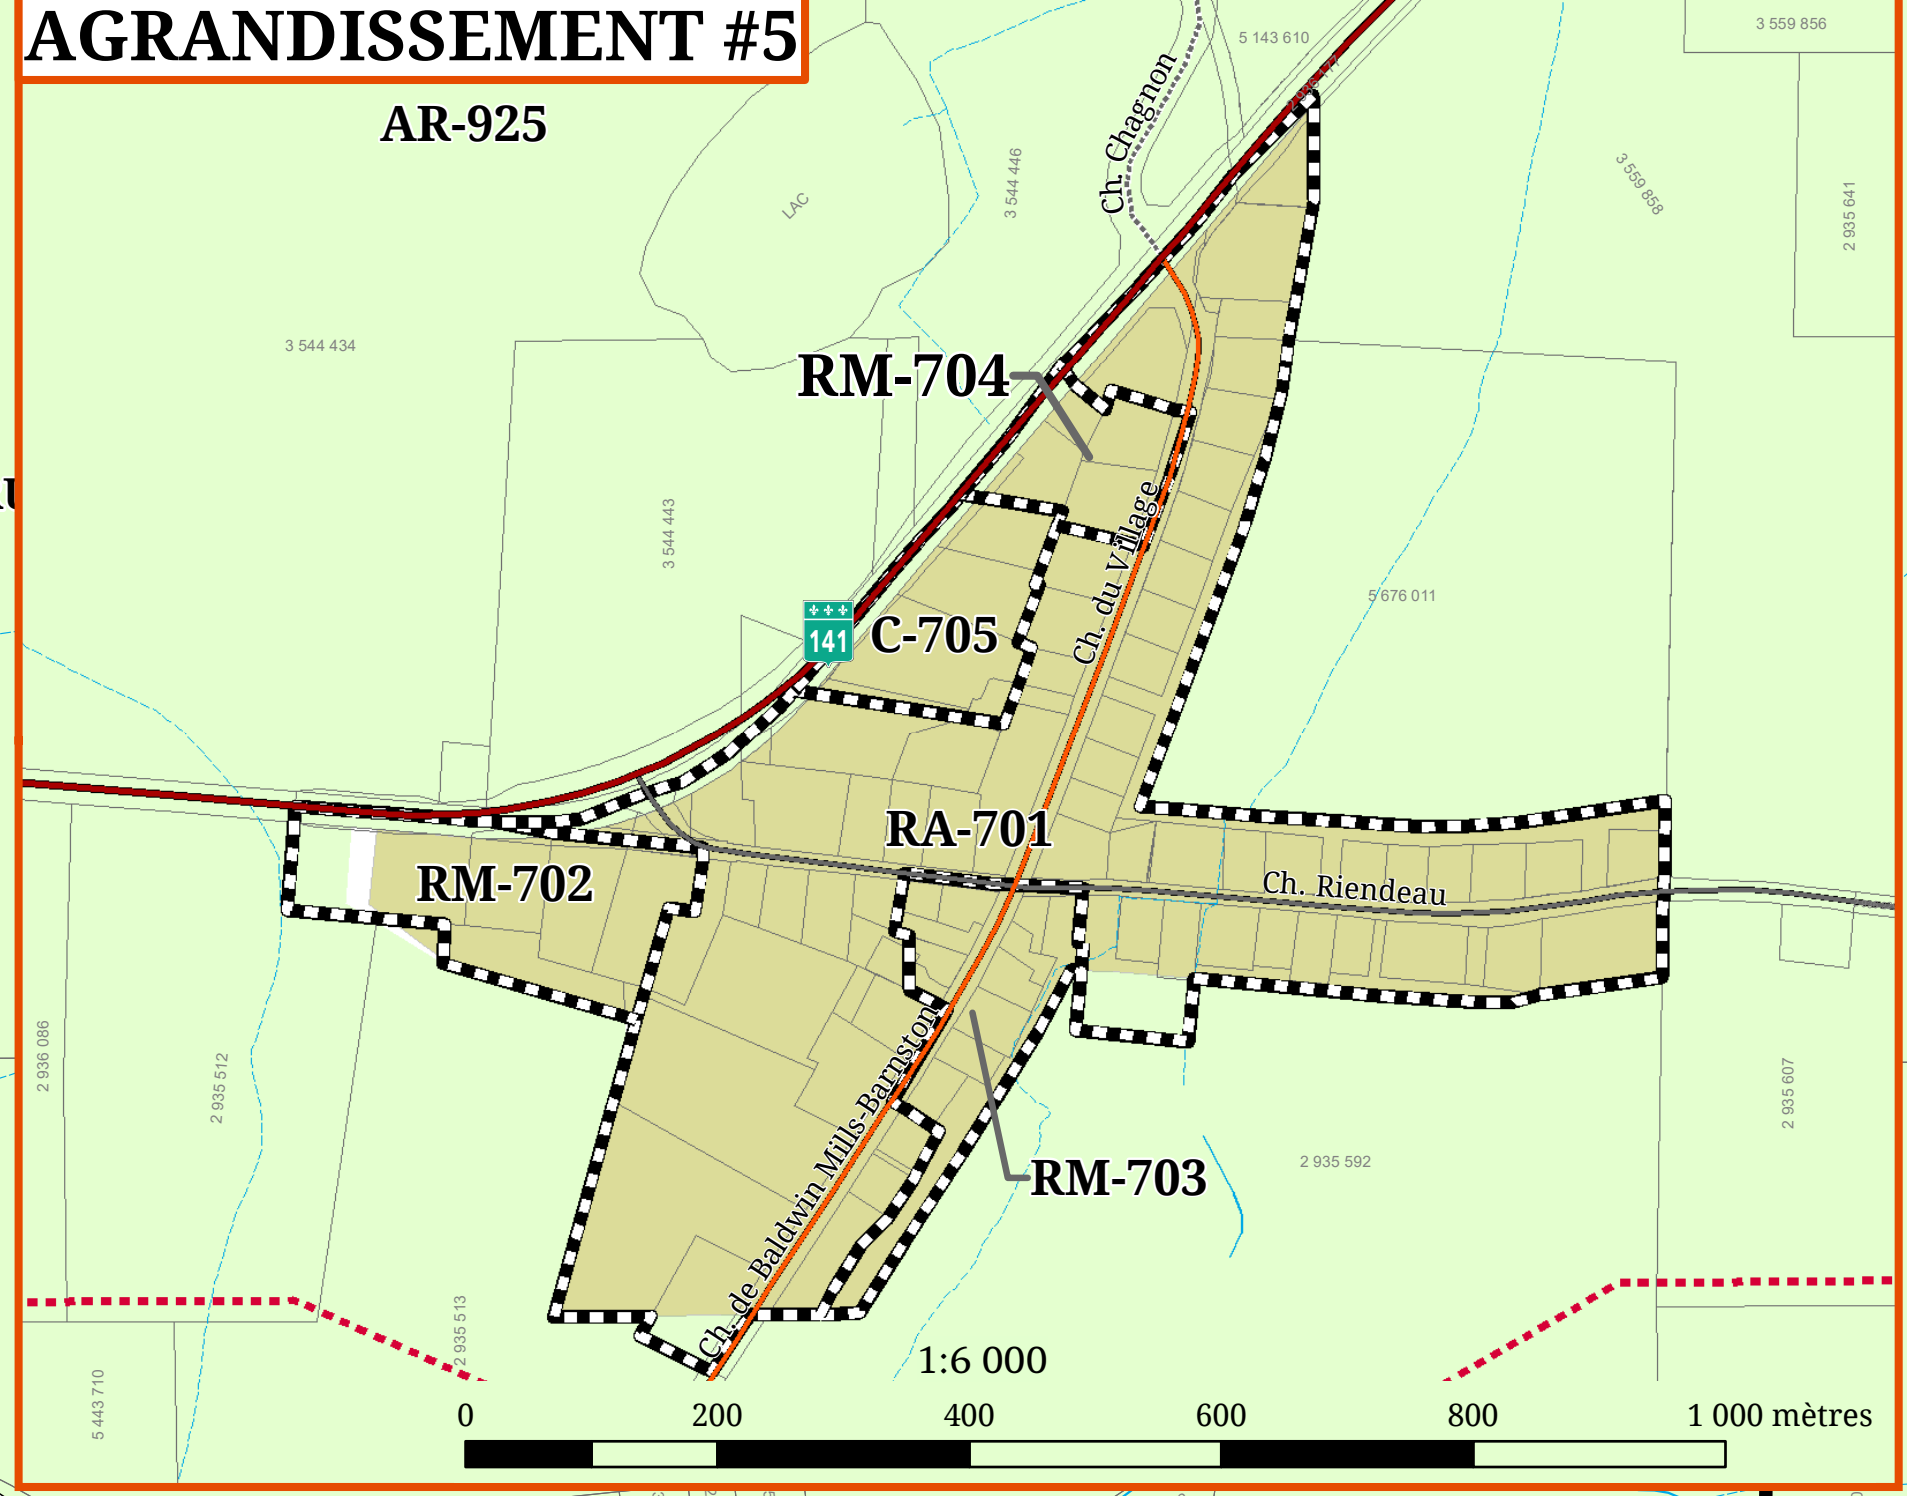 AGRANDISSEMENT #5
5 143 610
3 559 856
AR-925
Ch. Chagnon
2 936 177
LAC
3 544 446
3 559 858
2 935 641
3 544 434
RM-704
3 544 443
Ch. du Village
5 676 011
141
C-705
RA-701
RM-702
Ch. Riendeau
2 936 086
2 935 512
Ch. de Baldwin Mills-Barnston
2 935 607
RM-703
2 935 592
2 935 513
5 443 710
1:6 000
0 200 400 600 800 1 000 mètres